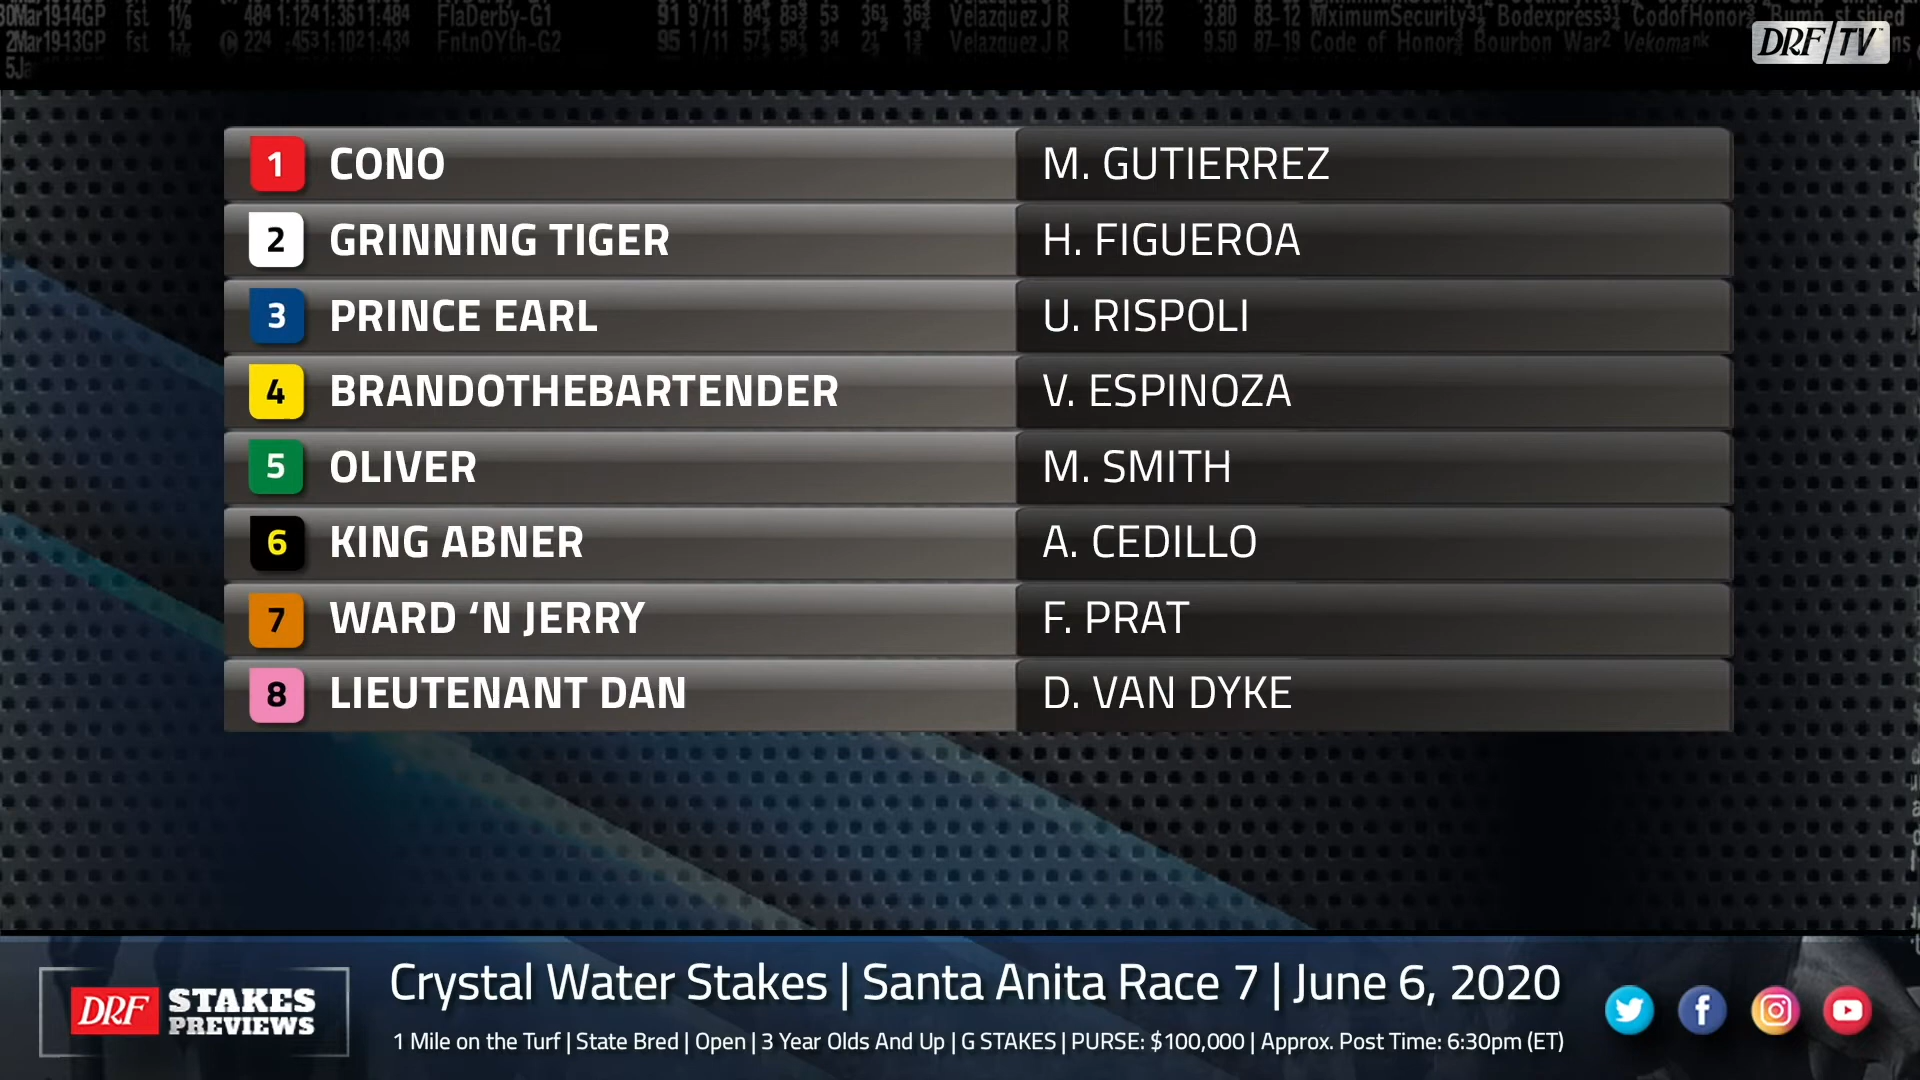 DRF TV
1 CONO M. GUTIERREZ
2 GRINNING TIGER H. FIGUEROA
3 PRINCE EARL U. RISPOLI
4 BRANDOTHEBARTENDER V. ESPINOZA
5 OLIVER M. SMITH
6 KING ABNER A. CEDILLO
7 WARD ‘N JERRY F. PRAT
8 LIEUTENANT DAN D. VAN DYKE
DRF STAKES PREVIEWS
Crystal Water Stakes | Santa Anita Race 7 | June 6, 2020
1 Mile on the Turf | State Bred | Open | 3 Year Olds And Up | G STAKES | PURSE: $100,000 | Approx. Post Time: 6:30pm (ET)